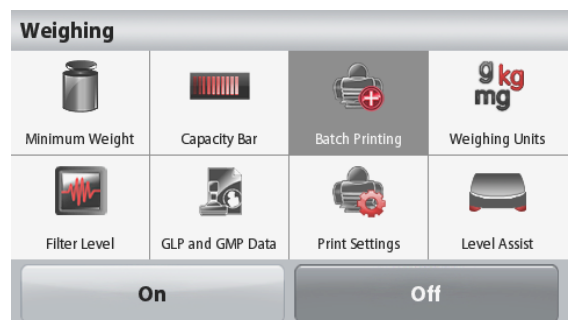 Weighing
g kg
mg
Minimum Weight Capacity Bar Batch Printing Weighing Units
Filter Level GLP and GMP Data Print Settings Level Assist
On Off